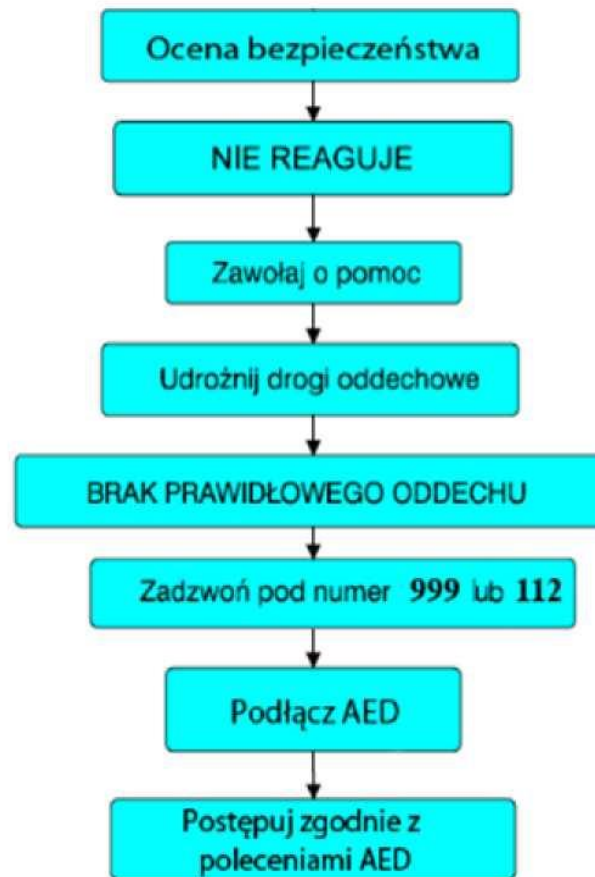 Ocena bezpieczeństwa
NIE REAGUJE
Zawołaj o pomoc
Udrożnij drogi oddechowe
BRAK PRAWIDŁOWEGO ODDECHU
Zadzwoń pod numer 999 lub 112
Podłącz AED
Postępuj zgodnie z
poleceniami AED